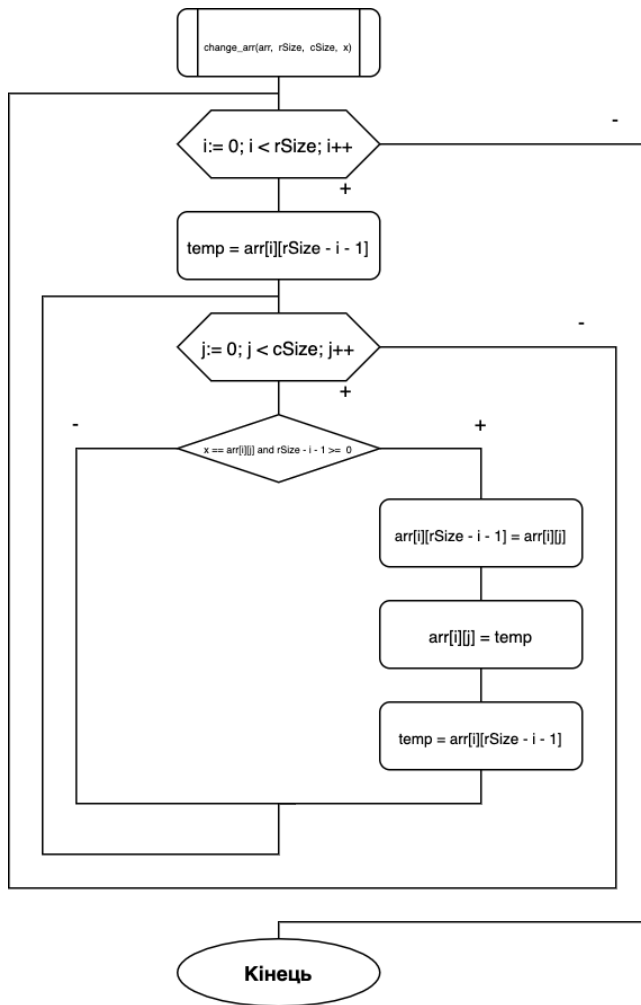 change_arr(arr, rSize, cSize, x)
-
i:= 0; i < rSize; i++
+
temp = arr[i][rSize - i - 1]
-
j:= 0; j < cSize; j++
+
-
+
x == arr[i][j] and rSize - i - 1 >= 0
arr[i][rSize - i - 1] = arr[i][j]
arr[i][j] = temp
temp = arr[i][rSize - i - 1]
Кінець